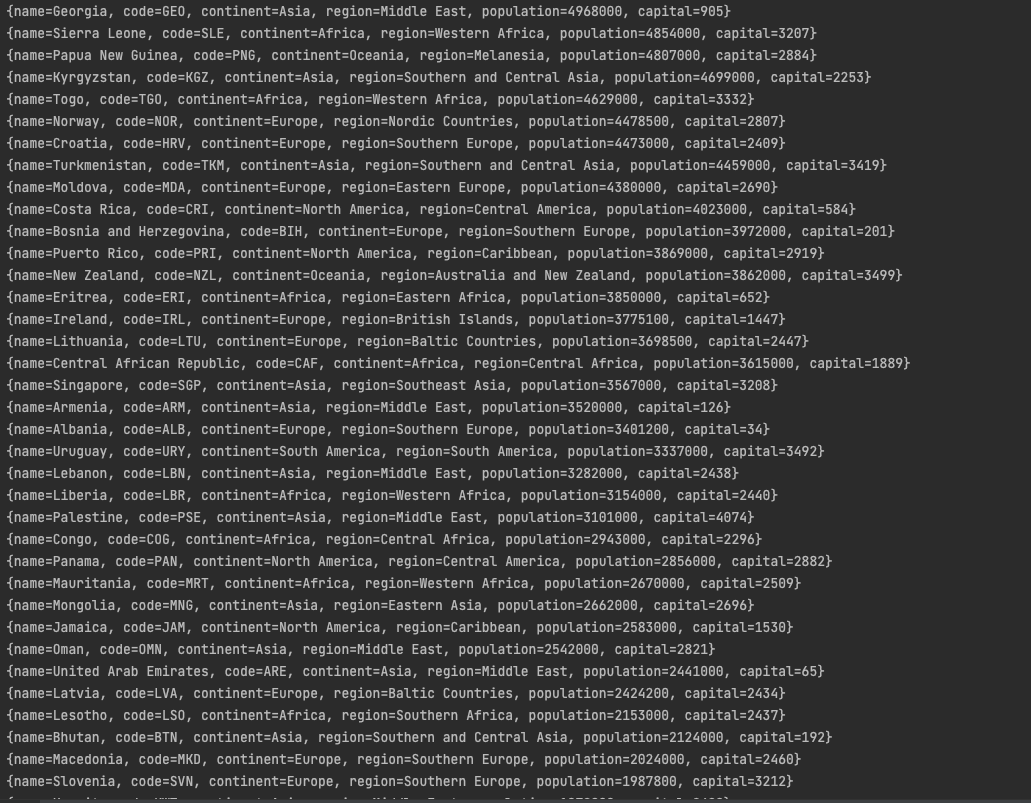 {name=Georgia, code=GEO, continent=Asia, region=Middle East, population=4968000, capital=905}
{name=Sierra Leone, code=SLE, continent=Africa, region=Western Africa, population=4854000, capital=3207}
{name=Papua New Guinea, code=PNG, continent=Oceania, region=Melanesia, population=4807000, capital=2884}
{name=Kyrgyzstan, code=KGZ, continent=Asia, region=Southern and Central Asia, population=4699000, capital=2253}
{name=Togo, code=TGO, continent=Africa, region=Western Africa, population=4629000, capital=3332}
{name=Norway, code=NOR, continent=Europe, region=Nordic Countries, population=4478500, capital=2807}
{name=Croatia, code=HRV, continent=Europe, region=Southern Europe, population=4473000, capital=2409}
{name=Turkmenistan, code=TKM, continent=Asia, region=Southern and Central Asia, population=4459000, capital=3419}
{name=Moldova, code=MDA, continent=Europe, region=Eastern Europe, population=4380000, capital=2690}
{name=Costa Rica, code=CRI, continent=North America, region=Central America, population=4023000, capital=584}
{name=Bosnia and Herzegovina, code=BIH, continent=Europe, region=Southern Europe, population=3972000, capital=201}
{name=Puerto Rico, code=PRI, continent=North America, region=Caribbean, population=3869000, capital=2919}
{name=New Zealand, code=NZL, continent=Oceania, region=Australia and New Zealand, population=3862000, capital=3499}
{name=Eritrea, code=ERI, continent=Africa, region=Eastern Africa, population=3850000, capital=652}
{name=Ireland, code=IRL, continent=Europe, region=British Islands, population=3775100, capital=1447}
{name=Lithuania, code=LTU, continent=Europe, region=Baltic Countries, population=3698500, capital=2447}
{name=Central African Republic, code=CAF, continent=Africa, region=Central Africa, population=3615000, capital=1889}
{name=Singapore, code=SGP, continent=Asia, region=Southeast Asia, population=3567000, capital=3208}
{name=Armenia, code=ARM, continent=Asia, region=Middle East, population=3520000, capital=126}
{name=Albania, code=ALB, continent=Europe, region=Southern Europe, population=3401200, capital=34}
{name=Uruguay, code=URY, continent=South America, region=South America, population=3337000, capital=3492}
{name=Lebanon, code=LBN, continent=Asia, region=Middle East, population=3282000, capital=2438}
{name=Liberia, code=LBR, continent=Africa, region=Western Africa, population=3154000, capital=2440}
{name=Palestine, code=PSE, continent=Asia, region=Middle East, population=3101000, capital=4074}
{name=Congo, code=COG, continent=Africa, region=Central Africa, population=2943000, capital=2296}
{name=Panama, code=PAN, continent=North America, region=Central America, population=2856000, capital=2882}
{name=Mauritania, code=MRT, continent=Africa, region=Western Africa, population=2670000, capital=2509}
{name=Mongolia, code=MNG, continent=Asia, region=Eastern Asia, population=2662000, capital=2696}
{name=Jamaica, code=JAM, continent=North America, region=Caribbean, population=2583000, capital=1530}
{name=Oman, code=OMN, continent=Asia, region=Middle East, population=2542000, capital=2821}
{name=United Arab Emirates, code=ARE, continent=Asia, region=Middle East, population=2441000, capital=65}
{name=Latvia, code=LVA, continent=Europe, region=Baltic Countries, population=2424200, capital=2434}
{name=Lesotho, code=LSO, continent=Africa, region=Southern Africa, population=2153000, capital=2437}
{name=Bhutan, code=BTN, continent=Asia, region=Southern and Central Asia, population=2124000, capital=192}
{name=Macedonia, code=MKD, continent=Europe, region=Southern Europe, population=2024000, capital=2460}
{name=Slovenia, code=SVN, continent=Europe, region=Southern Europe, population=1987800, capital=3212}